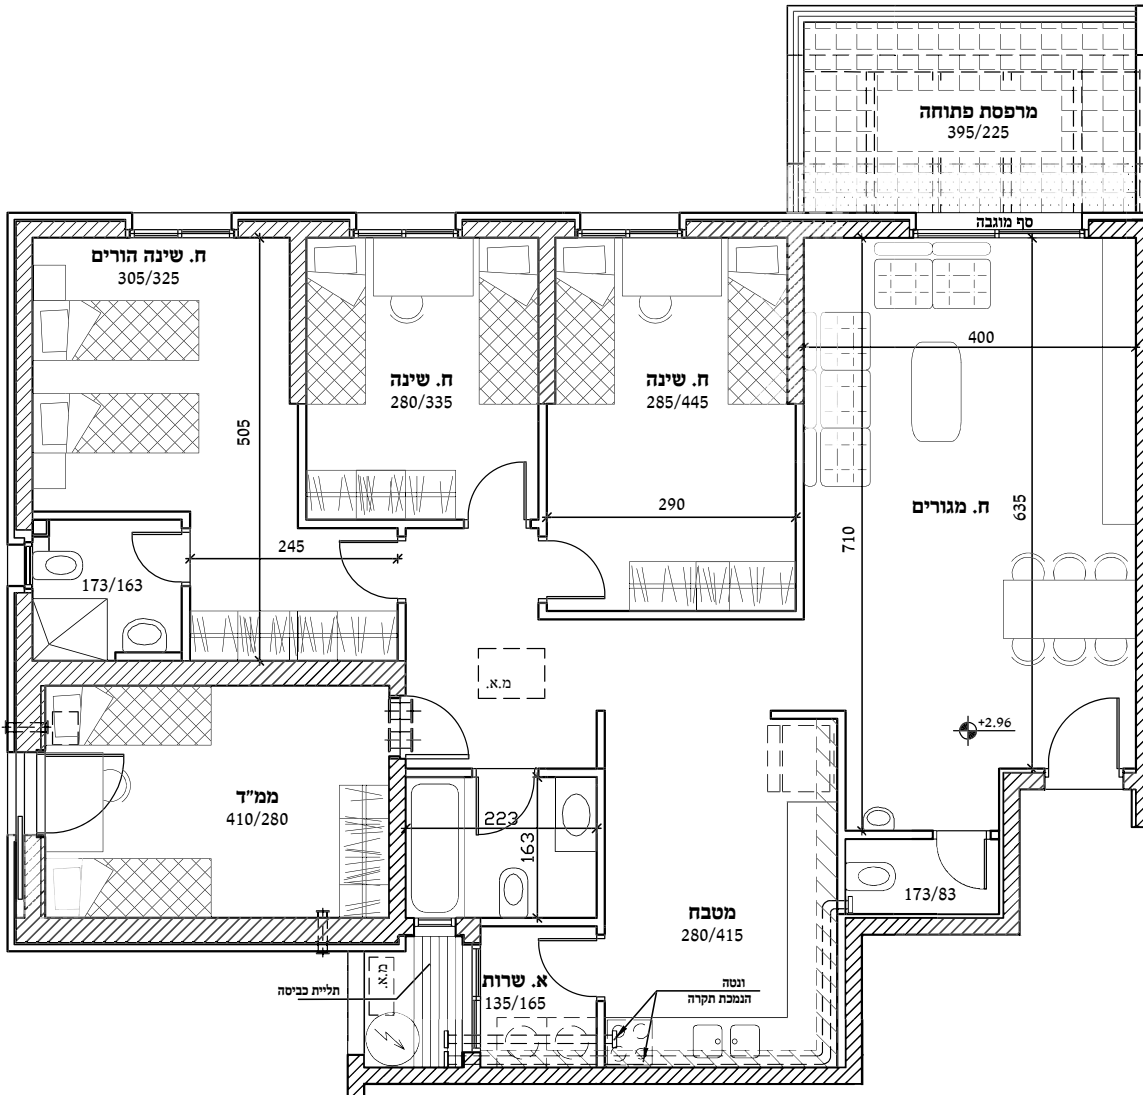 מרפסת פתוחה
395/225
סף מוגבה
ח. שינה הורים
305/325
400
ח. שינה
280/335
ח. שינה
285/445
505
290
ח. מגורים
635
710
245
173/163
מ.א.
+2.96
ממ"ד
410/280
223
163
173/83
מטבח
280/415
מ.א.
א. שרות
135/165
תליית כביסה
ונטה
הנמכת תקרה